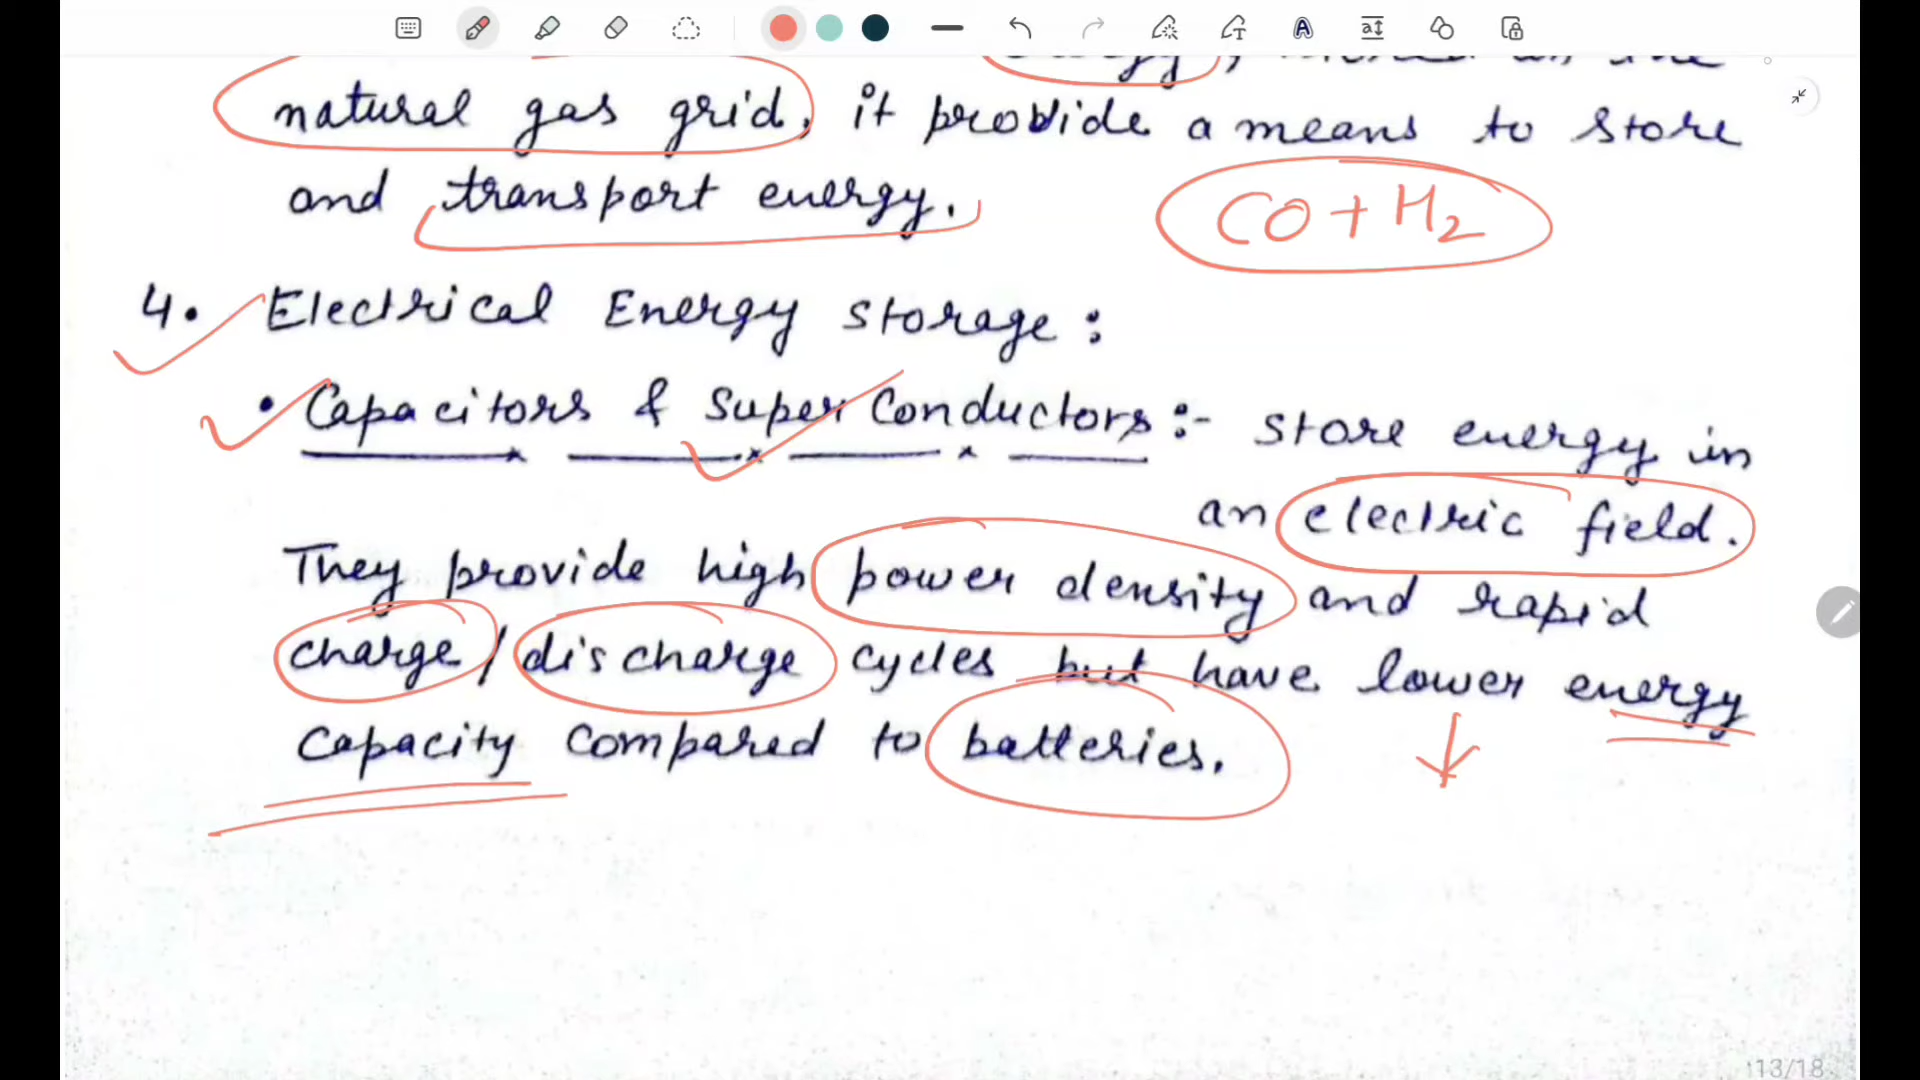 natural gas grid, it provide a means to store
and transport energy.
CO + H2
4. Electrical Energy storage :
• Capacitors & Super Conductors :- store energy in
an electric field.
They provide high power density and rapid
charge / discharge cycles but have lower energy
capacity compared to batteries.
13/18